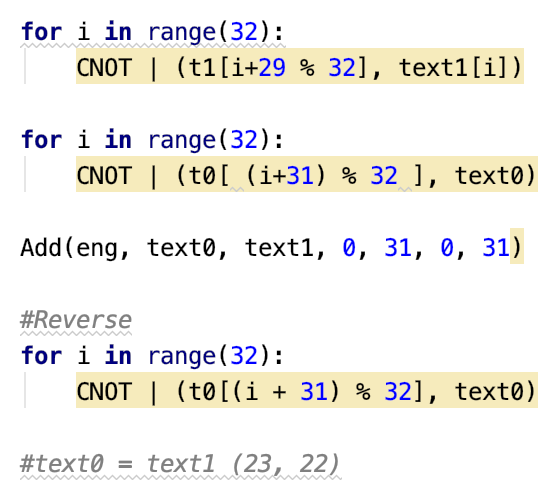 for i in range(32):
CNOT | (t1[i+29 % 32], text1[i])
for i in range(32):
CNOT | (t0[ (i+31) % 32 ], text0)
Add(eng, text0, text1, 0, 31, 0, 31)
#Reverse
for i in range(32):
CNOT | (t0[(i + 31) % 32], text0)
#text0 = text1 (23, 22)